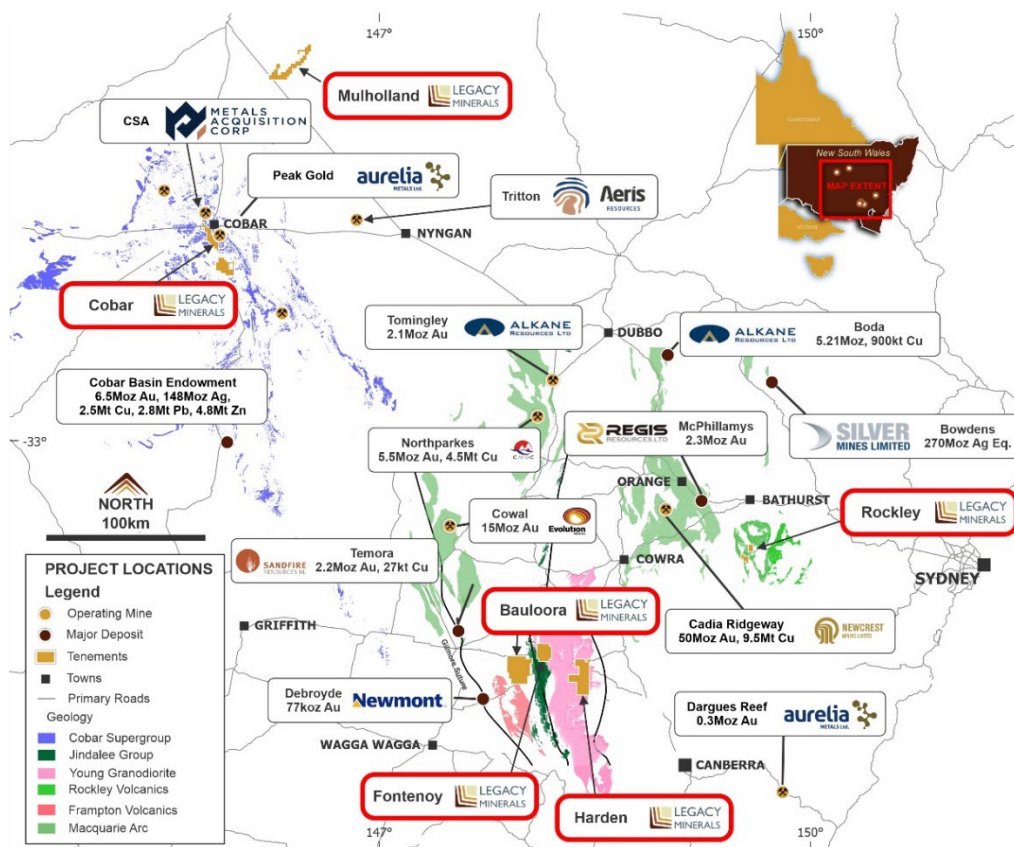 147°
150°
Mulholland
LEGACY
MINERALS
CSA
METALS
ACQUISITION
CORP
Queensland
New South Wales
MAP EXTENT
Victoria
Peak Gold
aurelia
METALS Ltd.
Tritton
Aeris
RESOURCES
COBAR
NYNGAN
Cobar
LEGACY
MINERALS
Tomingley
2.1Moz Au
ALKANE
RESOURCES LTD
DUBBO
ALKANE
RESOURCES LTD
Boda
5.21Moz, 900kt Cu
Cobar Basin Endowment
6.5Moz Au, 148Moz Ag,
2.5Mt Cu, 2.8Mt Pb, 4.8Mt Zn
-33°
Northparkes
5.5Moz Au, 4.5Mt Cu
CMOC
REGIS
RESOURCES LTD
McPhillamys
2.3Moz Au
SILVER
MINES LIMITED
Bowdens
270Moz Ag Eq.
NORTH
100km
ORANGE
BATHURST
Rockley
LEGACY
MINERALS
Cowal
15Moz Au
Evolution
COWRA
SANDFIRE
RESOURCES NL
Temora
2.2Moz Au, 27kt Cu
SYDNEY
PROJECT LOCATIONS
Legend
Operating Mine
Major Deposit
Tenements
Towns
Primary Roads
Geology
Cobar Supergroup
Jindalee Group
Young Granodiorite
Rockley Volcanics
Frampton Volcanics
Macquarie Arc
Bauloora
LEGACY
MINERALS
Cadia Ridgeway
50Moz Au, 9.5Mt Cu
NEWCREST
MINING LIMITED
GRIFFITH
Gilmore Suture
Debroyde
77koz Au
Newmont
Dargues Reef
0.3Moz Au
aurelia
METALS Ltd.
WAGGA WAGGA
CANBERRA
Fontenoy
LEGACY
MINERALS
Harden
LEGACY
MINERALS
147°
150°